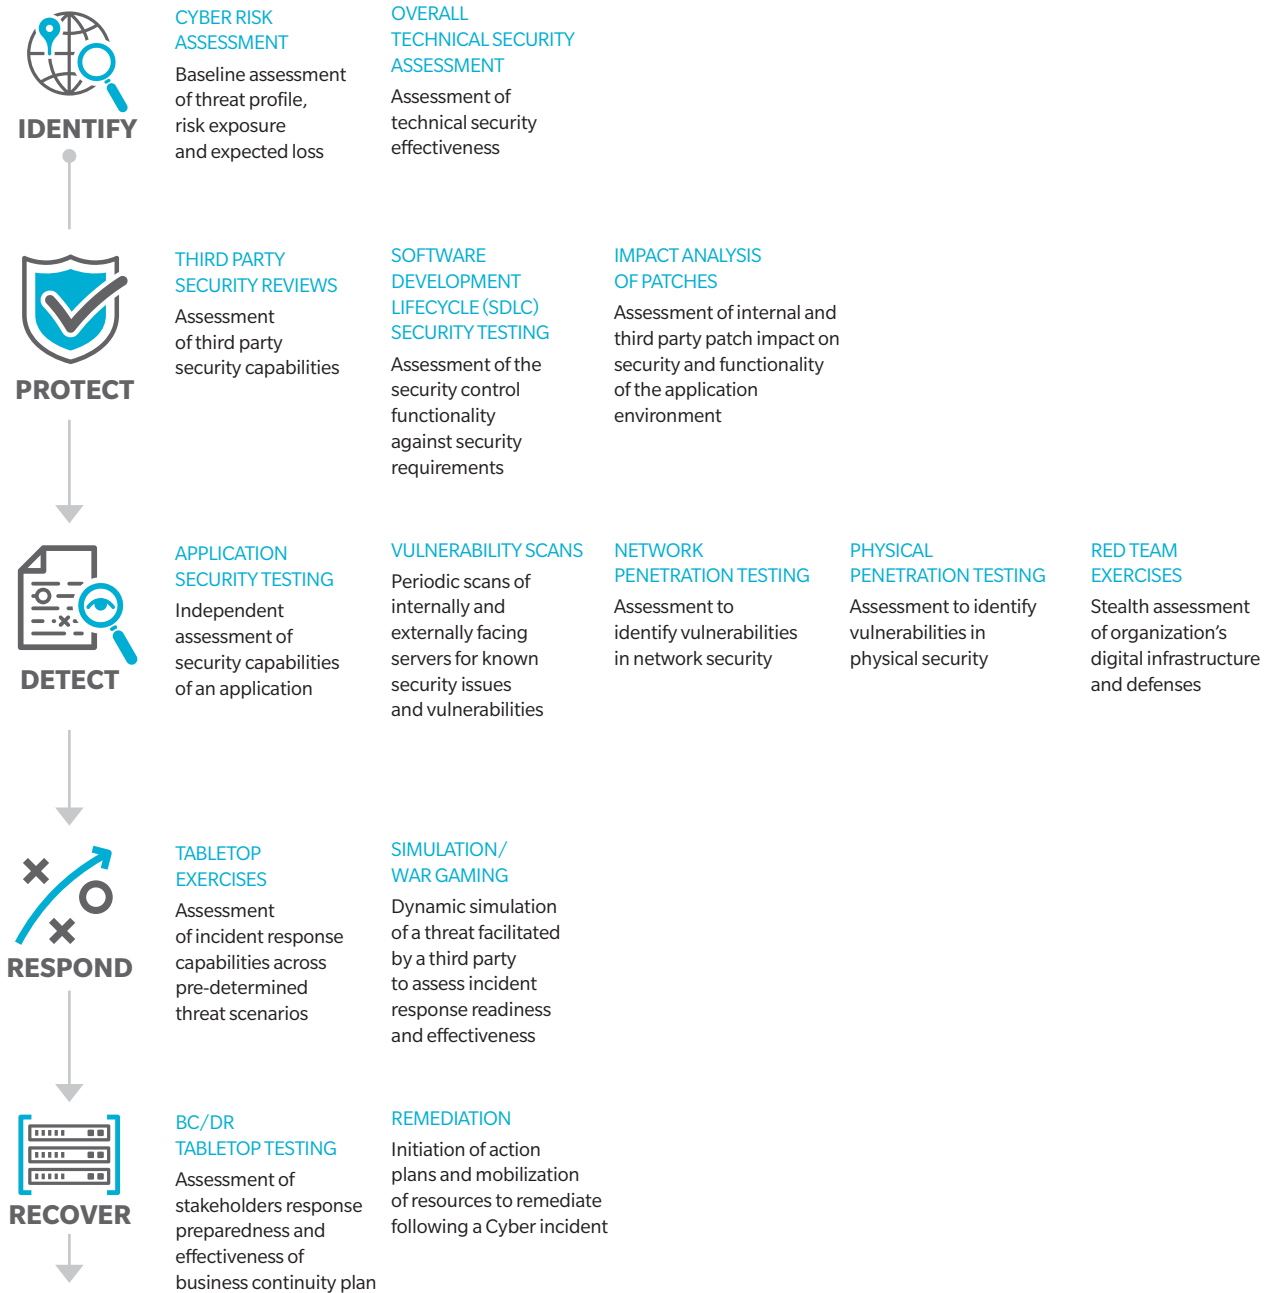 IDENTIFY
CYBER RISK
ASSESSMENT
Baseline assessment
of threat profile,
risk exposure
and expected loss
OVERALL
TECHNICAL SECURITY
ASSESSMENT
Assessment of
technical security
effectiveness
PROTECT
THIRD PARTY
SECURITY REVIEWS
Assessment
of third party
security capabilities
SOFTWARE
DEVELOPMENT
LIFECYCLE (SDLC)
SECURITY TESTING
Assessment of the
security control
functionality
against security
requirements
IMPACT ANALYSIS
OF PATCHES
Assessment of internal and
third party patch impact on
security and functionality
of the application
environment
DETECT
APPLICATION
SECURITY TESTING
Independent
assessment of
security capabilities
of an application
VULNERABILITY SCANS
Periodic scans of
internally and
externally facing
servers for known
security issues
and vulnerabilities
NETWORK
PENETRATION TESTING
Assessment to
identify vulnerabilities
in network security
PHYSICAL
PENETRATION TESTING
Assessment to identify
vulnerabilities in
physical security
RED TEAM
EXERCISES
Stealth assessment
of organization’s
digital infrastructure
and defenses
RESPOND
TABLETOP
EXERCISES
Assessment
of incident response
capabilities across
pre-determined
threat scenarios
SIMULATION/
WAR GAMING
Dynamic simulation
of a threat facilitated
by a third party
to assess incident
response readiness
and effectiveness
RECOVER
BC/DR
TABLETOP TESTING
Assessment of
stakeholders response
preparedness and
effectiveness of
business continuity plan
REMEDIATION
Initiation of action
plans and mobilization
of resources to remediate
following a Cyber incident